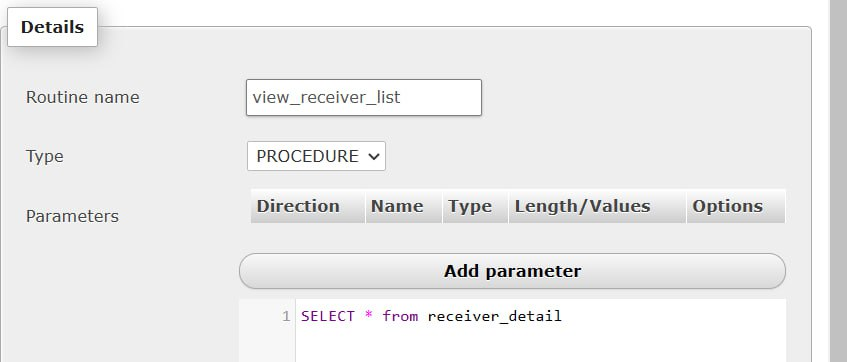 Details
Routine name view_receiver_list
Type PROCEDURE
Parameters Direction Name Type Length/Values Options
Add parameter
1 SELECT * from receiver_detail